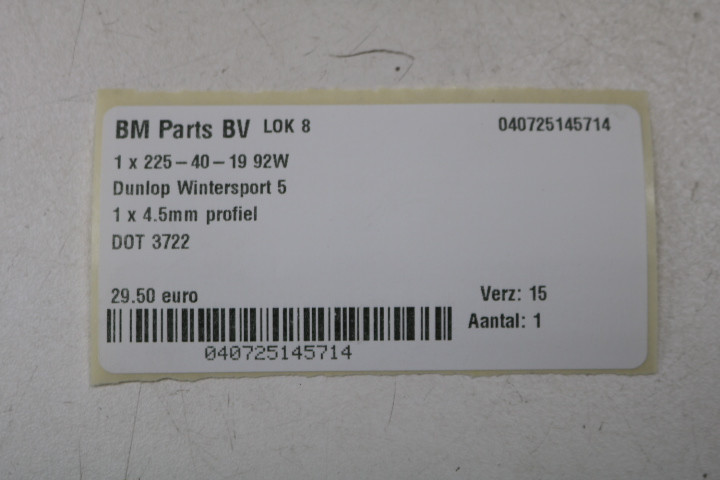 BM Parts BV LOK 8 040725145714
1 x 225-40-19 92W
Dunlop Wintersport 5
1 x 4.5mm profiel
DOT 3722
29.50 euro Verz: 15
Aantal: 1
040725145714